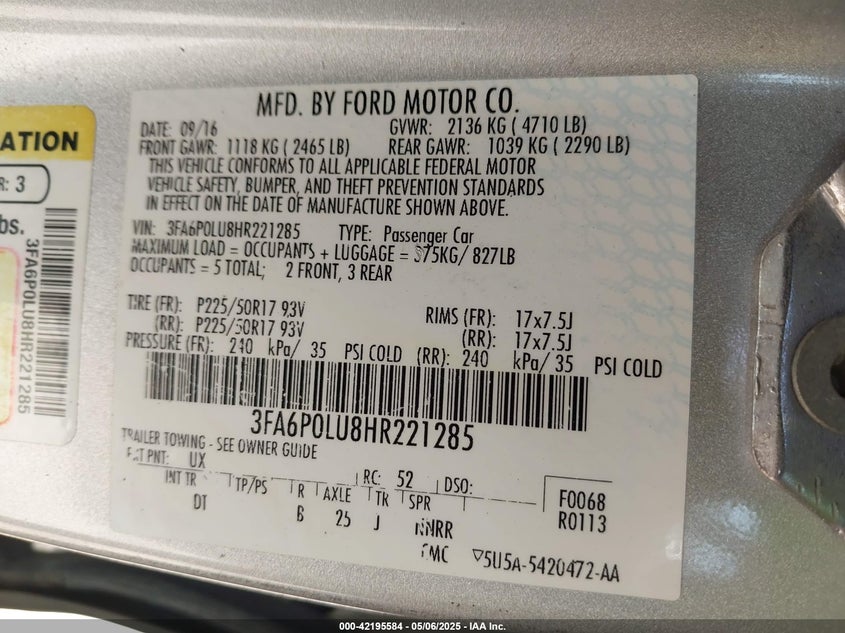 MFD. BY FORD MOTOR CO.
DATE: 09/16 GVWR: 2136 KG ( 4710 LB)
FRONT GAWR: 1118 KG ( 2465 LB) REAR GAWR: 1039 KG ( 2290 LB)
THIS VEHICLE CONFORMS TO ALL APPLICABLE FEDERAL MOTOR
VEHICLE SAFETY, BUMPER, AND THEFT PREVENTION STANDARDS
IN EFFECT ON THE DATE OF MANUFACTURE SHOWN ABOVE.
VIN: 3FA6P0LU8HR221285 TYPE: Passenger Car
MAXIMUM LOAD = OCCUPANTS + LUGGAGE = 375KG/ 827LB
OCCUPANTS = 5 TOTAL; 2 FRONT, 3 REAR
TIRE (FR): P225/50R17 93V RIMS (FR): 17x7.5J
(RR): P225/50R17 93V (RR): 17x7.5J
PRESSURE (FR): 240 kPa/ 35 PSI COLD (RR): 240 kPa/ 35 PSI COLD
3FA6P0LU8HR221285
TRAILER TOWING - SEE OWNER GUIDE
EXT PNT: UX RC: 52 DSO:
INT TR TP/PS R AXLE TR SPR F0068
DT B 25 J NNRR R0113
5U5A-5420472-AA
ATION
R: 3
bs.
3FA6P0LU8HR221285
000-42195584 - 05/06/2025 - IAA Inc.